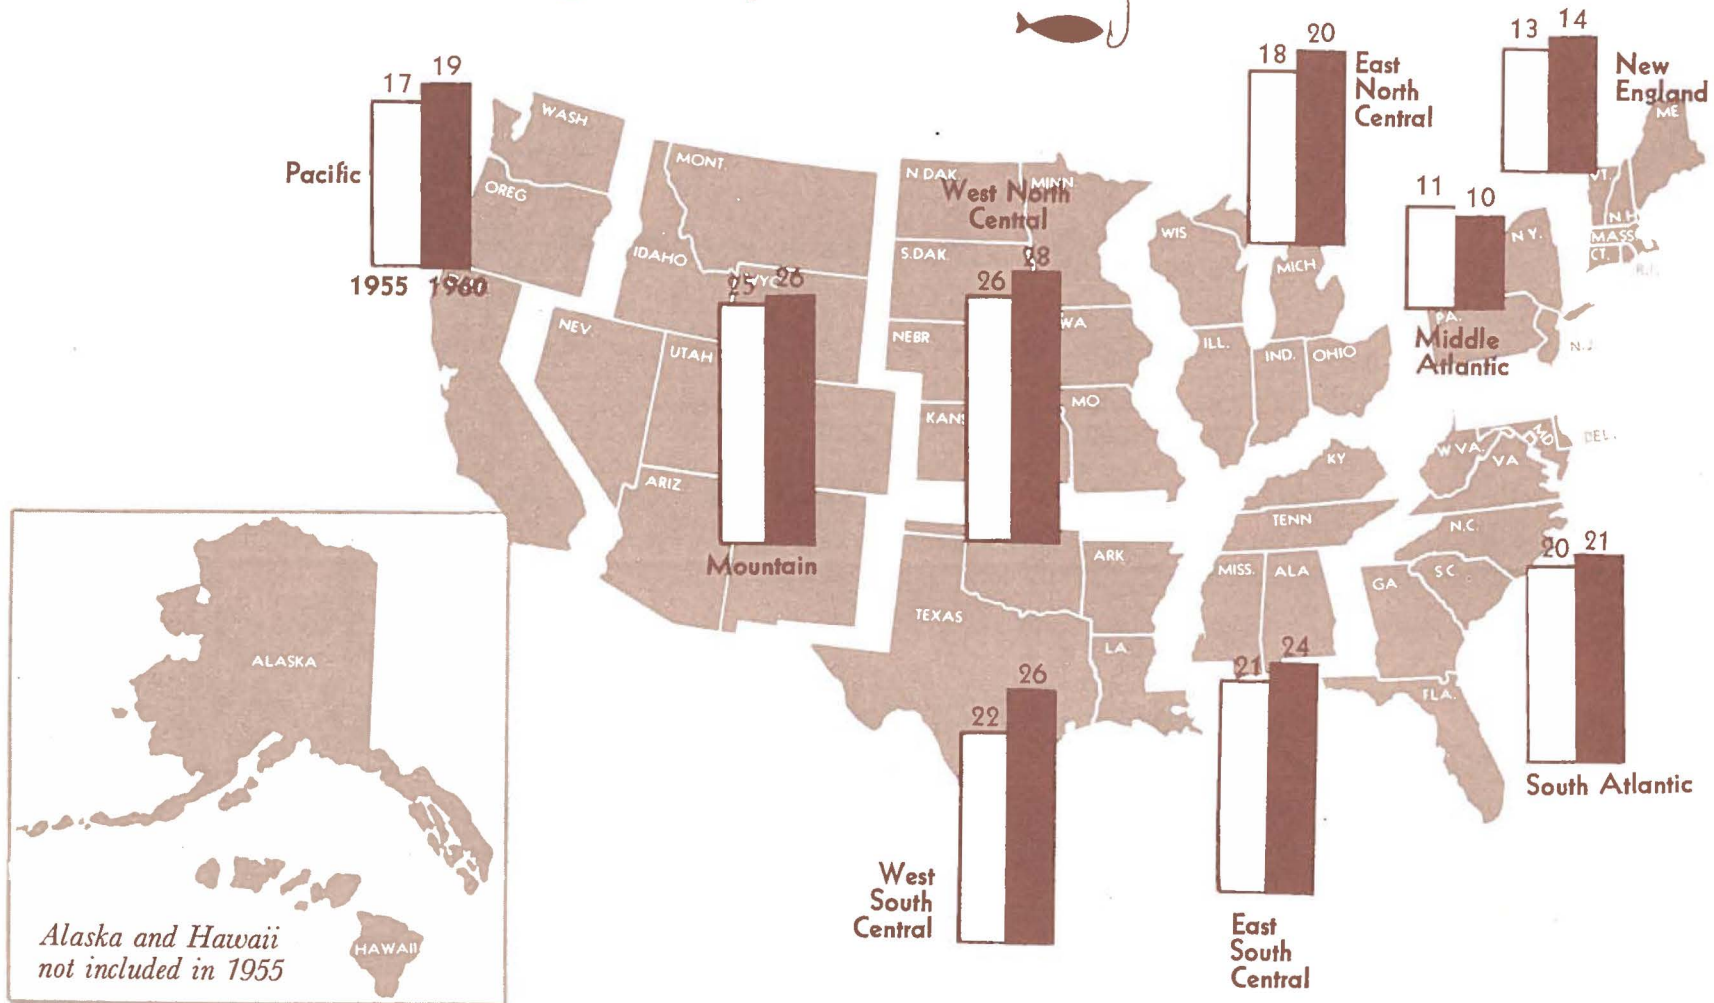 14
13
20
19
18
17
East
North
Central
New
England
ME
WASH
MONT.
Pacific
OREG
N DAK
MINN.
West North
Central
VT.
11
10
N.H
WIS
N Y.
MASS
CT.
R.I.
IDAHO
S.DAK.
MICH
1955 1960
WYO
25 26
26
28
NEV.
UTAH
NEBR
WA
ILL.
IND. OHIO
PA.
Middle
Atlantic
N.J.
KANS
MO
KY
W VA.
VA
MD
DEL.
ARIZ
TENN
N.C.
20 21
Mountain
ARK
MISS.
ALA
GA
S C
TEXAS
LA.
ALASKA
21
24
FLA.
22
26
South Atlantic
West
South
Central
East
South
Central
Alaska and Hawaii
not included in 1955
HAWAII